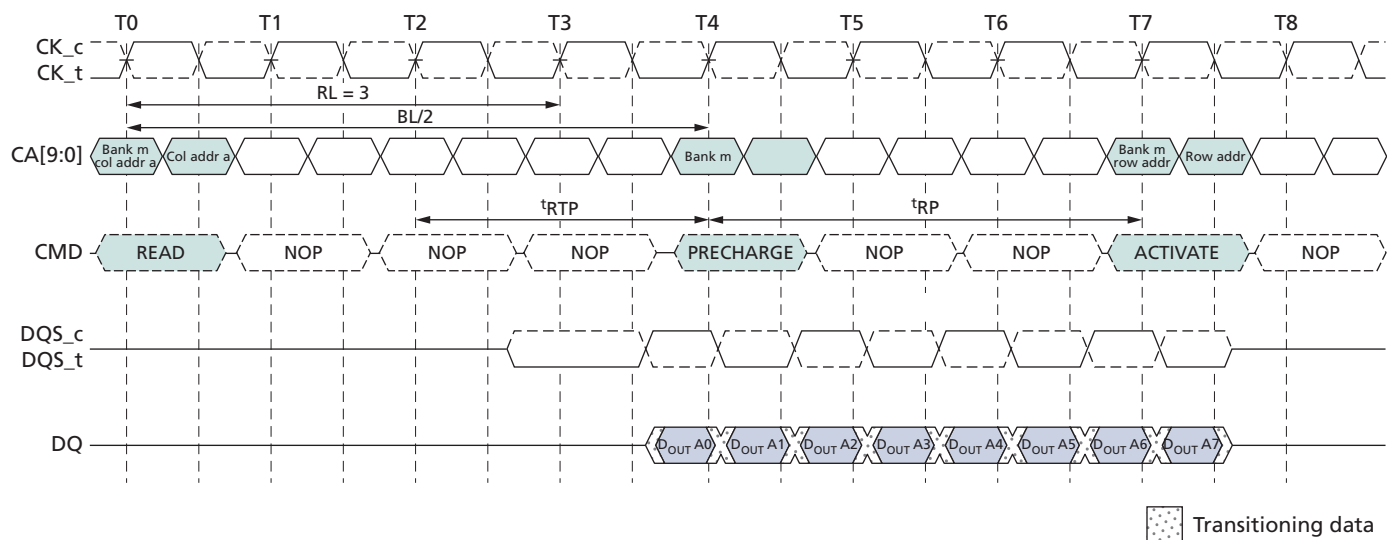 T0 T1 T2 T3 T4 T5 T6 T7 T8
CK_c
CK_t
RL = 3
BL/2
CA[9:0] Bank m col addr a Col addr a Bank m Bank m row addr Row addr
tRTP tRP
CMD READ NOP NOP NOP PRECHARGE NOP NOP ACTIVATE NOP
DQS_c
DQS_t
DQ DOUT A0 DOUT A1 DOUT A2 DOUT A3 DOUT A4 DOUT A5 DOUT A6 DOUT A7
Transitioning data